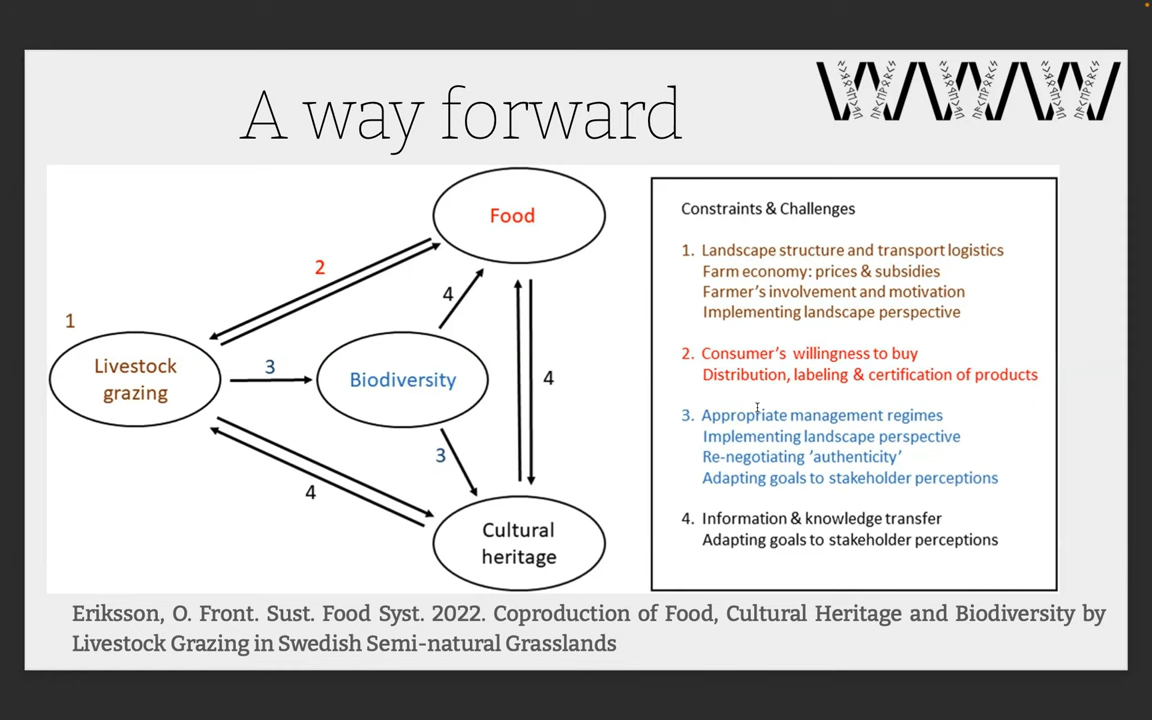 A way forward
Food
2
4
1
Livestock
grazing
3
Biodiversity
4
3
4
Cultural
heritage
Constraints & Challenges
1. Landscape structure and transport logistics
Farm economy: prices & subsidies
Farmer's involvement and motivation
Implementing landscape perspective
2. Consumer's willingness to buy
Distribution, labeling & certification of products
3. Appropriate management regimes
Implementing landscape perspective
Re-negotiating 'authenticity'
Adapting goals to stakeholder perceptions
4. Information & knowledge transfer
Adapting goals to stakeholder perceptions
Eriksson, O. Front. Sust. Food Syst. 2022. Coproduction of Food, Cultural Heritage and Biodiversity by
Livestock Grazing in Swedish Semi-natural Grasslands